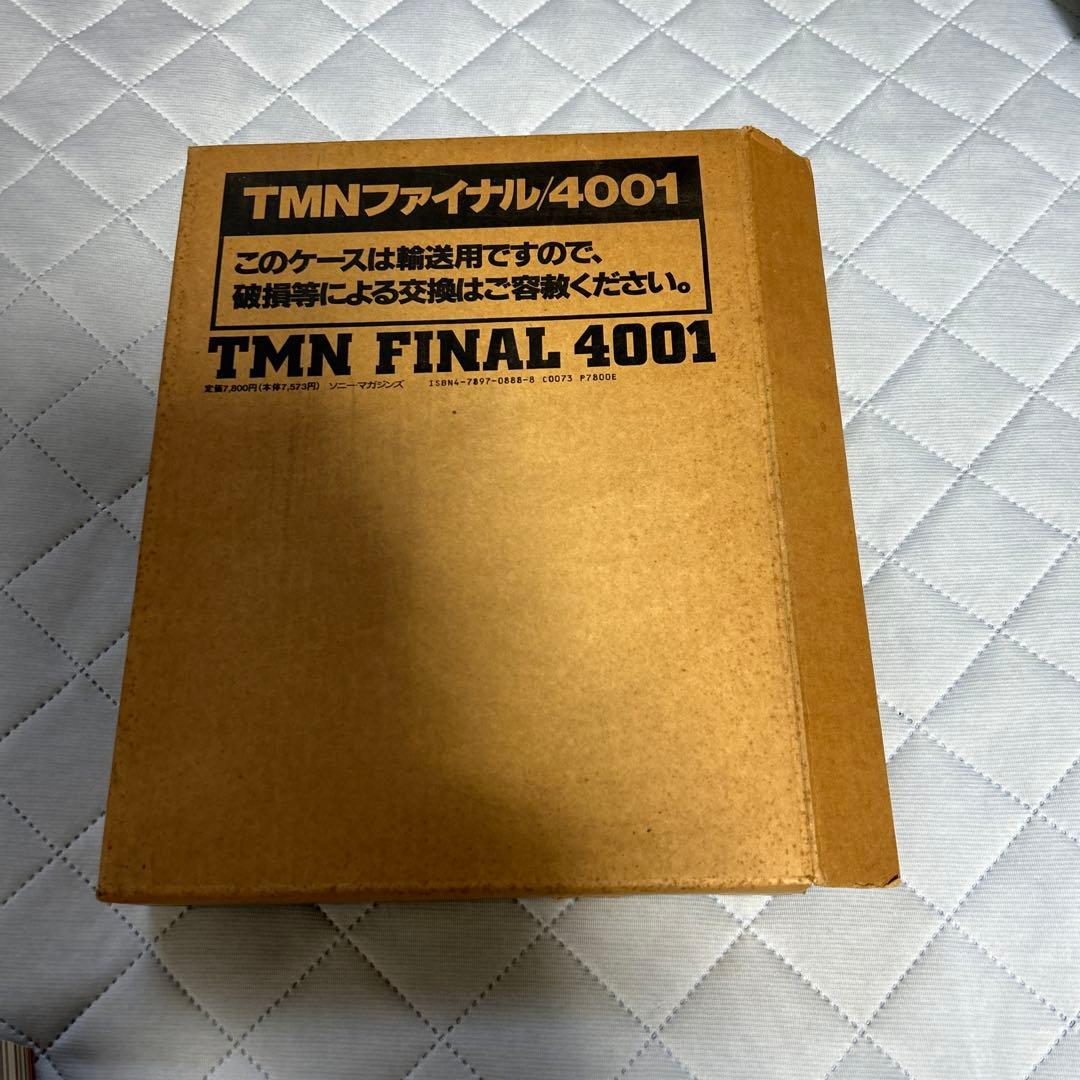 TMNファイナル/4001
このケースは輸送用ですので、
破損等による交換はご容赦ください。
TMN FINAL 4001
定価7,800円(本体7,573円) ソニー・マガジンズ ISBN4-7897-0888-8 C0073 P7800E